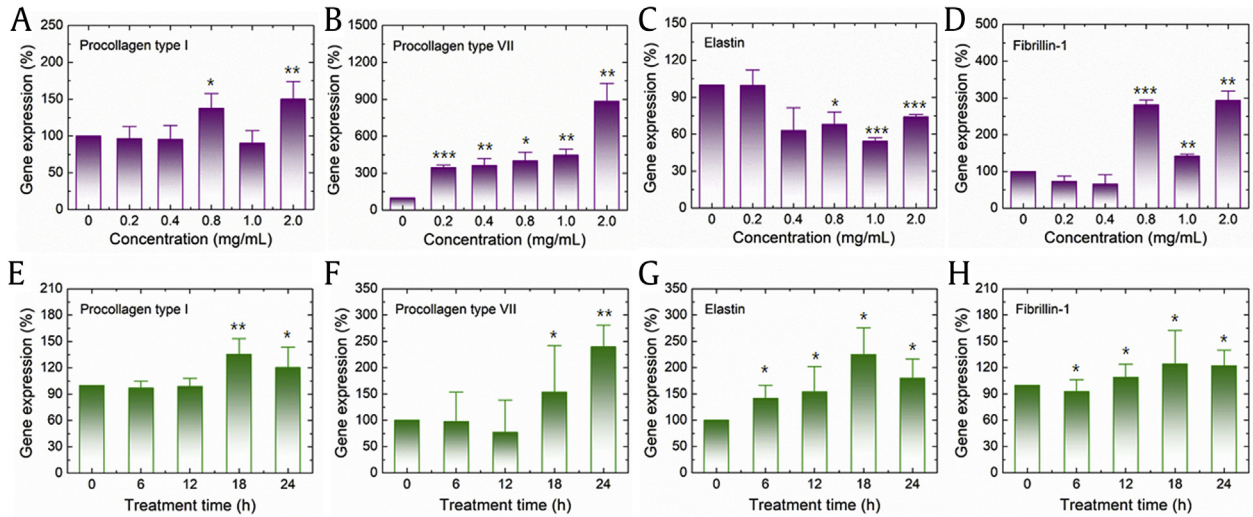 A
Gene expression (%)
250
200
150
100
50
0
Procollagen type I
*
**
0 0.2 0.4 0.8 1.0 2.0
Concentration (mg/mL)
B
Gene expression (%)
1500
1200
900
600
300
0
Procollagen type VII
***
**
*
**
**
0 0.2 0.4 0.8 1.0 2.0
Concentration (mg/mL)
C
Gene expression (%)
150
120
90
60
30
0
Elastin
*
***
***
0 0.2 0.4 0.8 1.0 2.0
Concentration (mg/mL)
D
Gene expression (%)
500
400
300
200
100
0
Fibrillin-1
***
**
**
0 0.2 0.4 0.8 1.0 2.0
Concentration (mg/mL)
E
Gene expression (%)
210
180
150
120
90
60
30
0
Procollagen type I
**
*
0 6 12 18 24
Treatment time (h)
F
Gene expression (%)
350
300
250
200
150
100
50
0
Procollagen type VII
*
**
0 6 12 18 24
Treatment time (h)
G
Gene expression (%)
350
300
250
200
150
100
50
0
Elastin
*
*
*
*
0 6 12 18 24
Treatment time (h)
H
Gene expression (%)
210
180
150
120
90
60
30
0
Fibrillin-1
*
*
*
*
0 6 12 18 24
Treatment time (h)